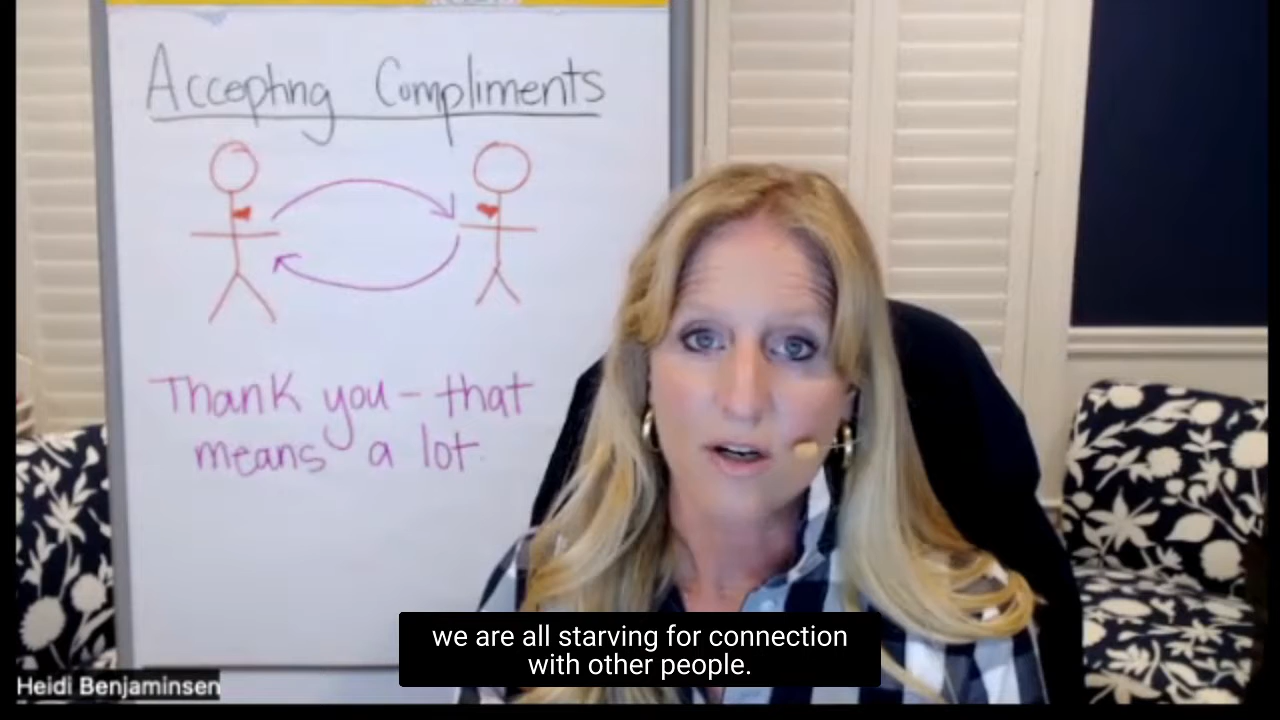 Accepting Compliments
Thank you - that
means a lot.
we are all starving for connection
with other people.
Heidi Benjaminsen